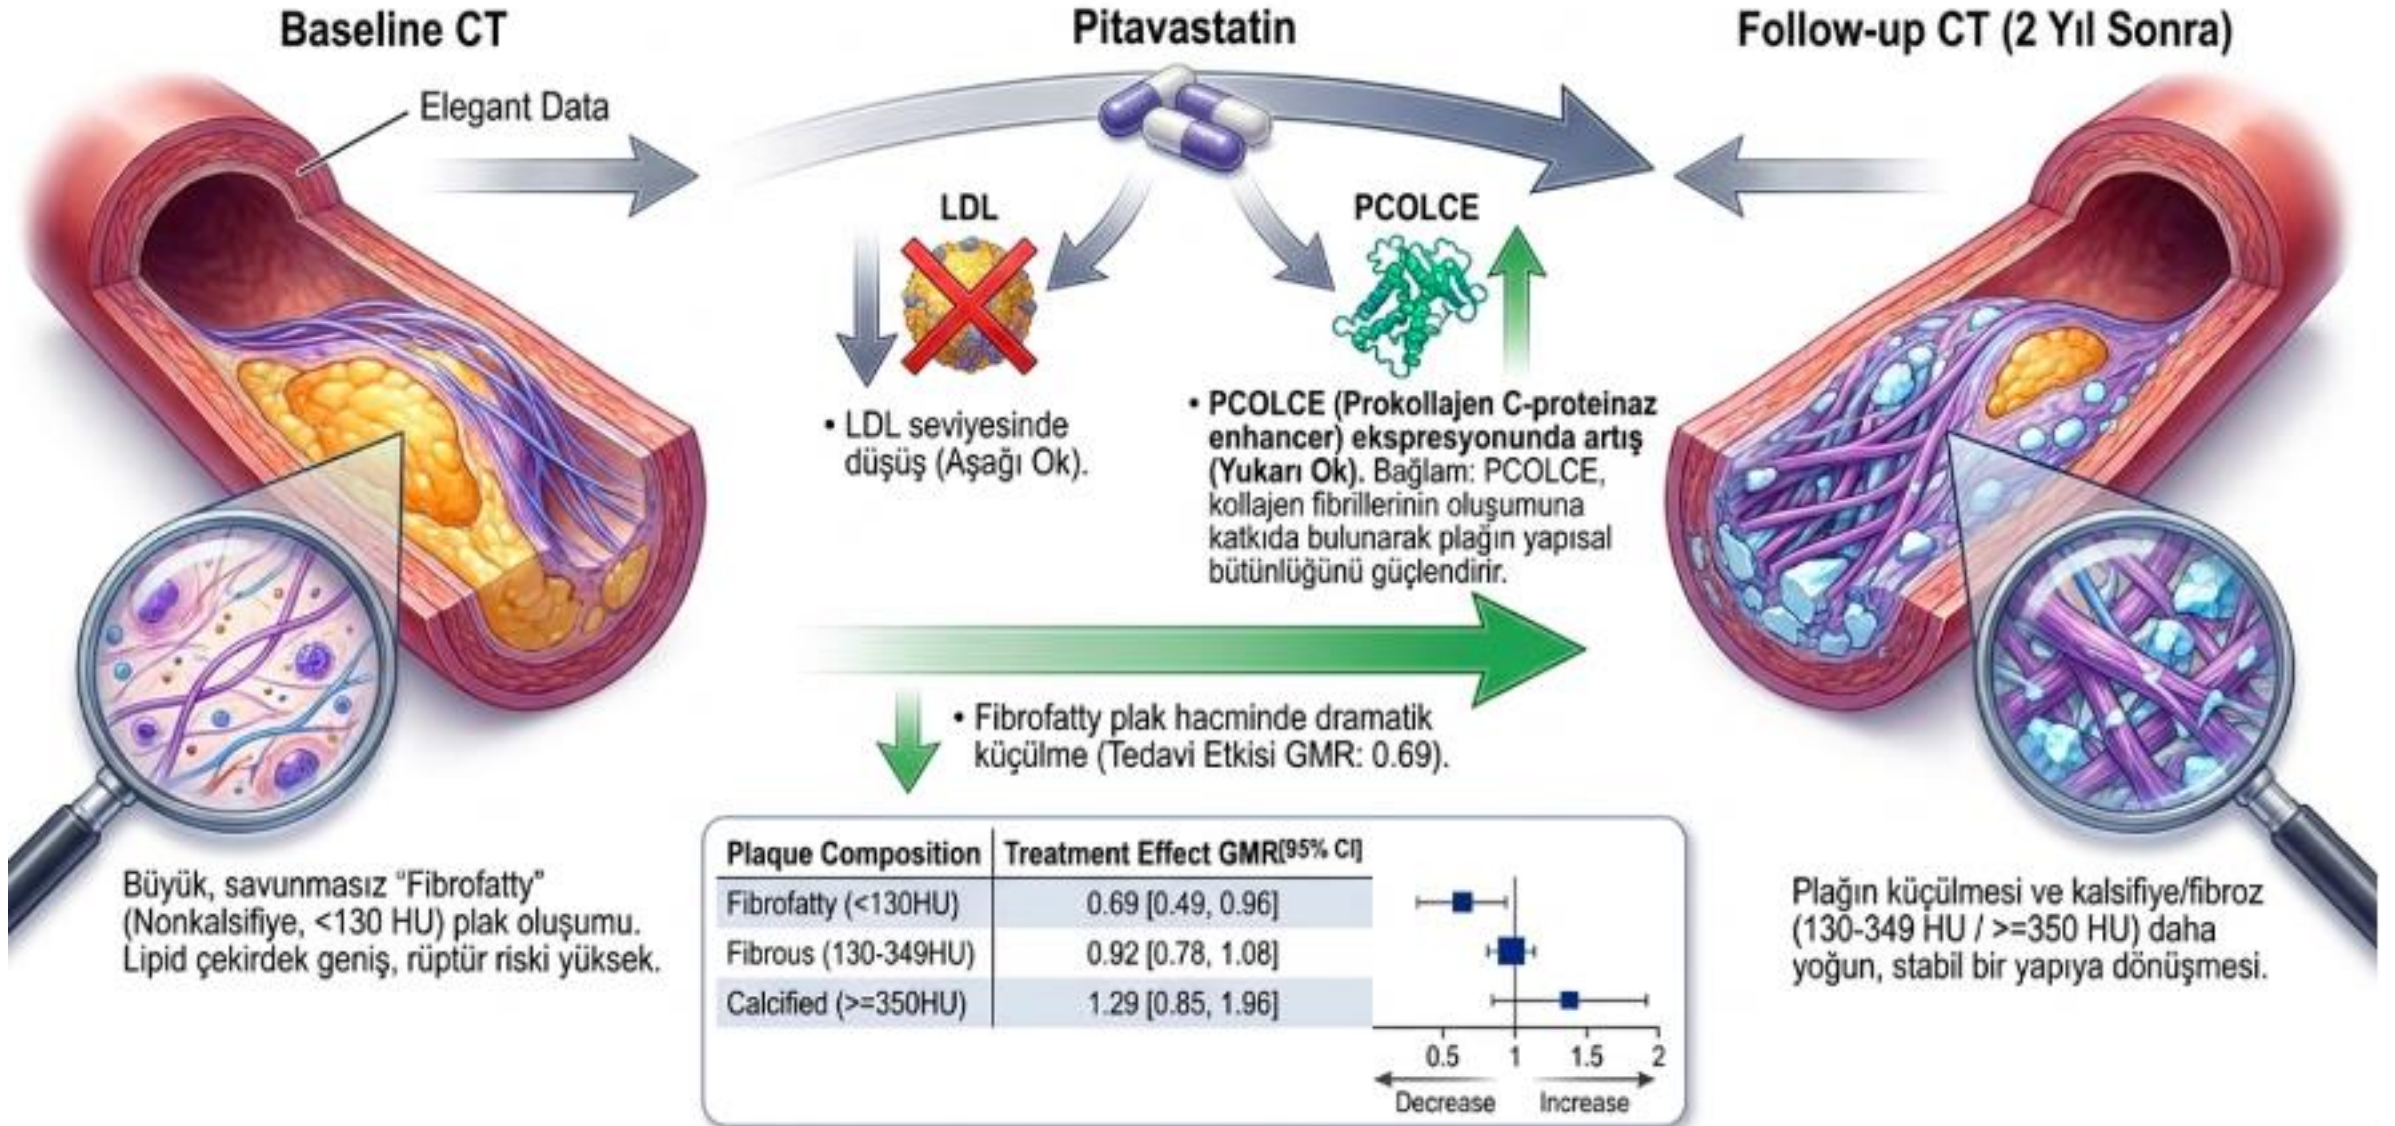 Baseline CT
Pitavastatin
Follow-up CT (2 Yıl Sonra)
Elegant Data
LDL
PCOLCE
• LDL seviyesinde
düşüş (Aşağı Ok).
• PCOLCE (Prokollajen C-proteinaz
enhancer) ekspresyonunda artış
(Yukarı Ok). Bağlam: PCOLCE,
kollajen fibrillerinin oluşumuna
katkıda bulunarak plağın yapısal
bütünlüğünü güçlendirir.
• Fibrofatty plak hacminde dramatik
küçülme (Tedavi Etkisi GMR: 0.69).
Büyük, savunmasız “Fibrofatty”
(Nonkalsifiye, <130 HU) plak oluşumu.
Lipid çekirdek geniş, rüptür riski yüksek.
Plaque Composition Treatment Effect GMR[95% CI]
Fibrofatty (<130HU) 0.69 [0.49, 0.96]
Fibrous (130-349HU) 0.92 [0.78, 1.08]
Calcified (>=350HU) 1.29 [0.85, 1.96]
0.5 1 1.5 2
Decrease Increase
Plağın küçülmesi ve kalsifiye/fibroz
(130-349 HU / >=350 HU) daha
yoğun, stabil bir yapıya dönüşmesi.